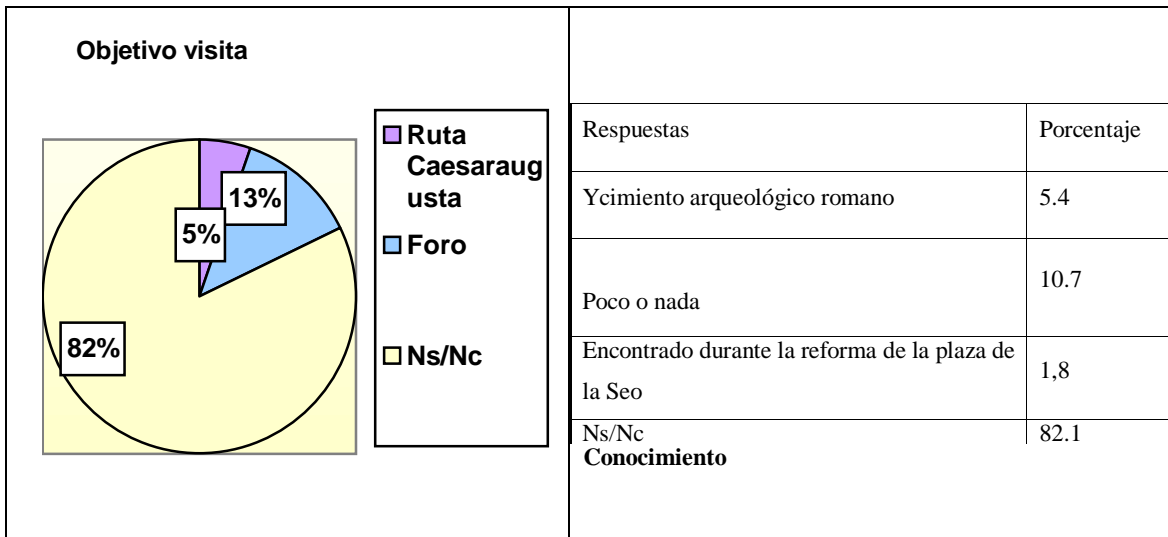 Objetivo visita
13%
5%
82%
Ruta
Caesaraug
usta
Foro
Ns/Nc
Respuestas
Porcentaje
Ycimiento arqueológico romano
5.4
Poco o nada
10.7
Encontrado durante la reforma de la plaza de
la Seo
1,8
Ns/Nc
82.1
Conocimiento